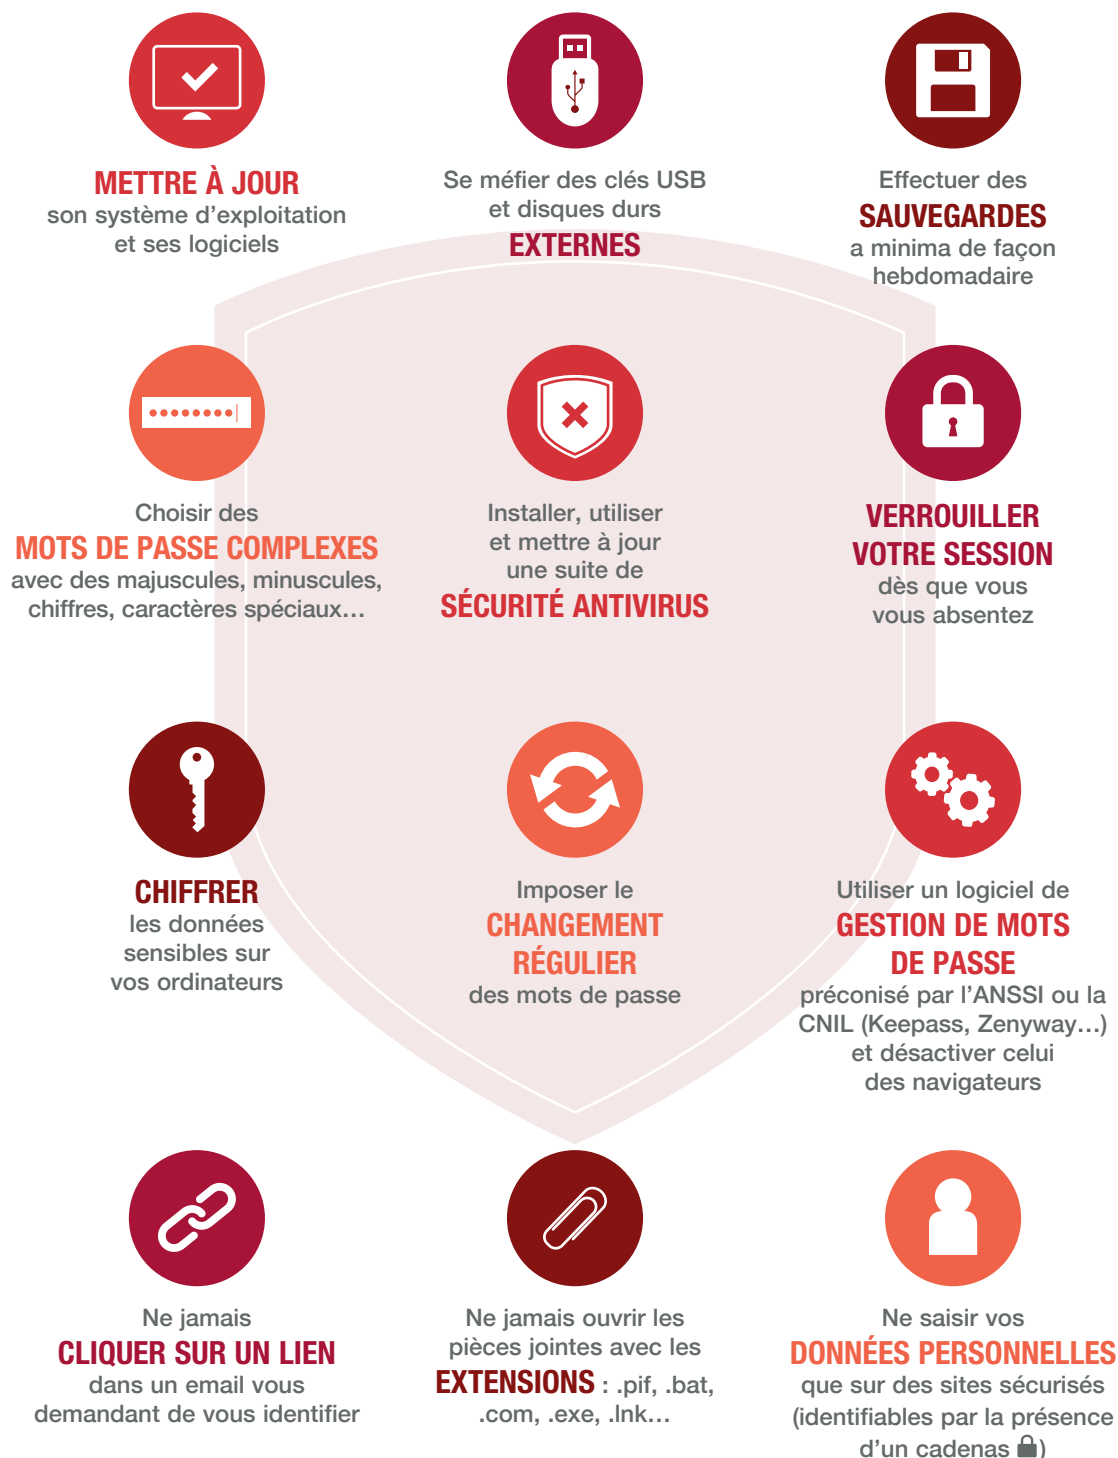 METTRE À JOUR
son système d’exploitation
et ses logiciels
Se méfier des clés USB
et disques durs
EXTERNES
Effectuer des
SAUVEGARDES
a minima de façon
hebdomadaire
Choisir des
MOTS DE PASSE COMPLEXES
avec des majuscules, minuscules,
chiffres, caractères spéciaux…
Installer, utiliser
et mettre à jour
une suite de
SÉCURITÉ ANTIVIRUS
VERROUILLER
VOTRE SESSION
dès que vous
vous absentez
CHIFFRER
les données
sensibles sur
vos ordinateurs
Imposer le
CHANGEMENT
RÉGULIER
des mots de passe
Utiliser un logiciel de
GESTION DE MOTS
DE PASSE
préconisé par l’ANSSI ou la
CNIL (Keepass, Zenyway…)
et désactiver celui
des navigateurs
Ne jamais
CLIQUER SUR UN LIEN
dans un email vous
demandant de vous identifier
Ne jamais ouvrir les
pièces jointes avec les
EXTENSIONS : .pif, .bat,
.com, .exe, .lnk…
Ne saisir vos
DONNÉES PERSONNELLES
que sur des sites sécurisés
(identifiables par la présence
d’un cadenas 🔒)